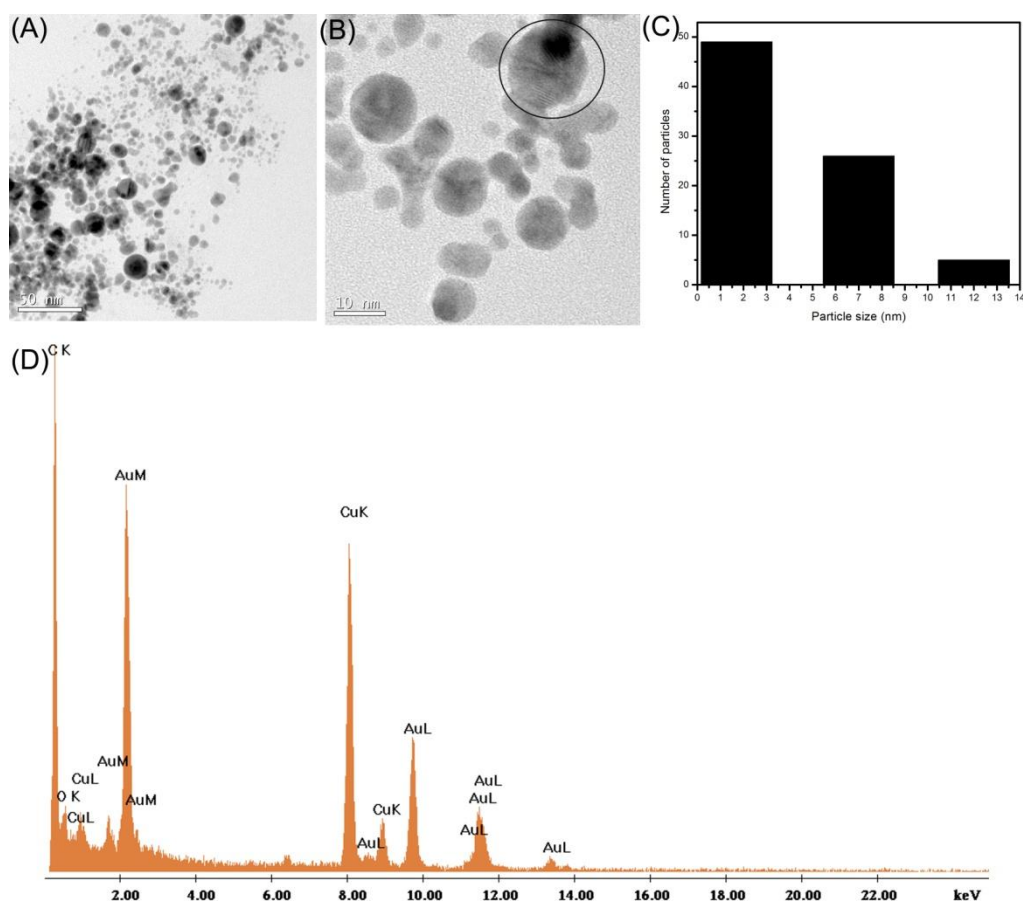 (A)
50 nm
(B)
10 nm
(C)
Number of particles
50
40
30
20
10
0
0 1 2 3 4 5 6 7 8 9 10 11 12 13 14
Particle size (nm)
(D)
C K
AuM
CuK
AuL
AuM
CuL
O K
CuL
AuM
AuL
CuK
AuL
AuL
AuL
AuL
2.00 4.00 6.00 8.00 10.00 12.00 14.00 16.00 18.00 20.00 22.00 keV